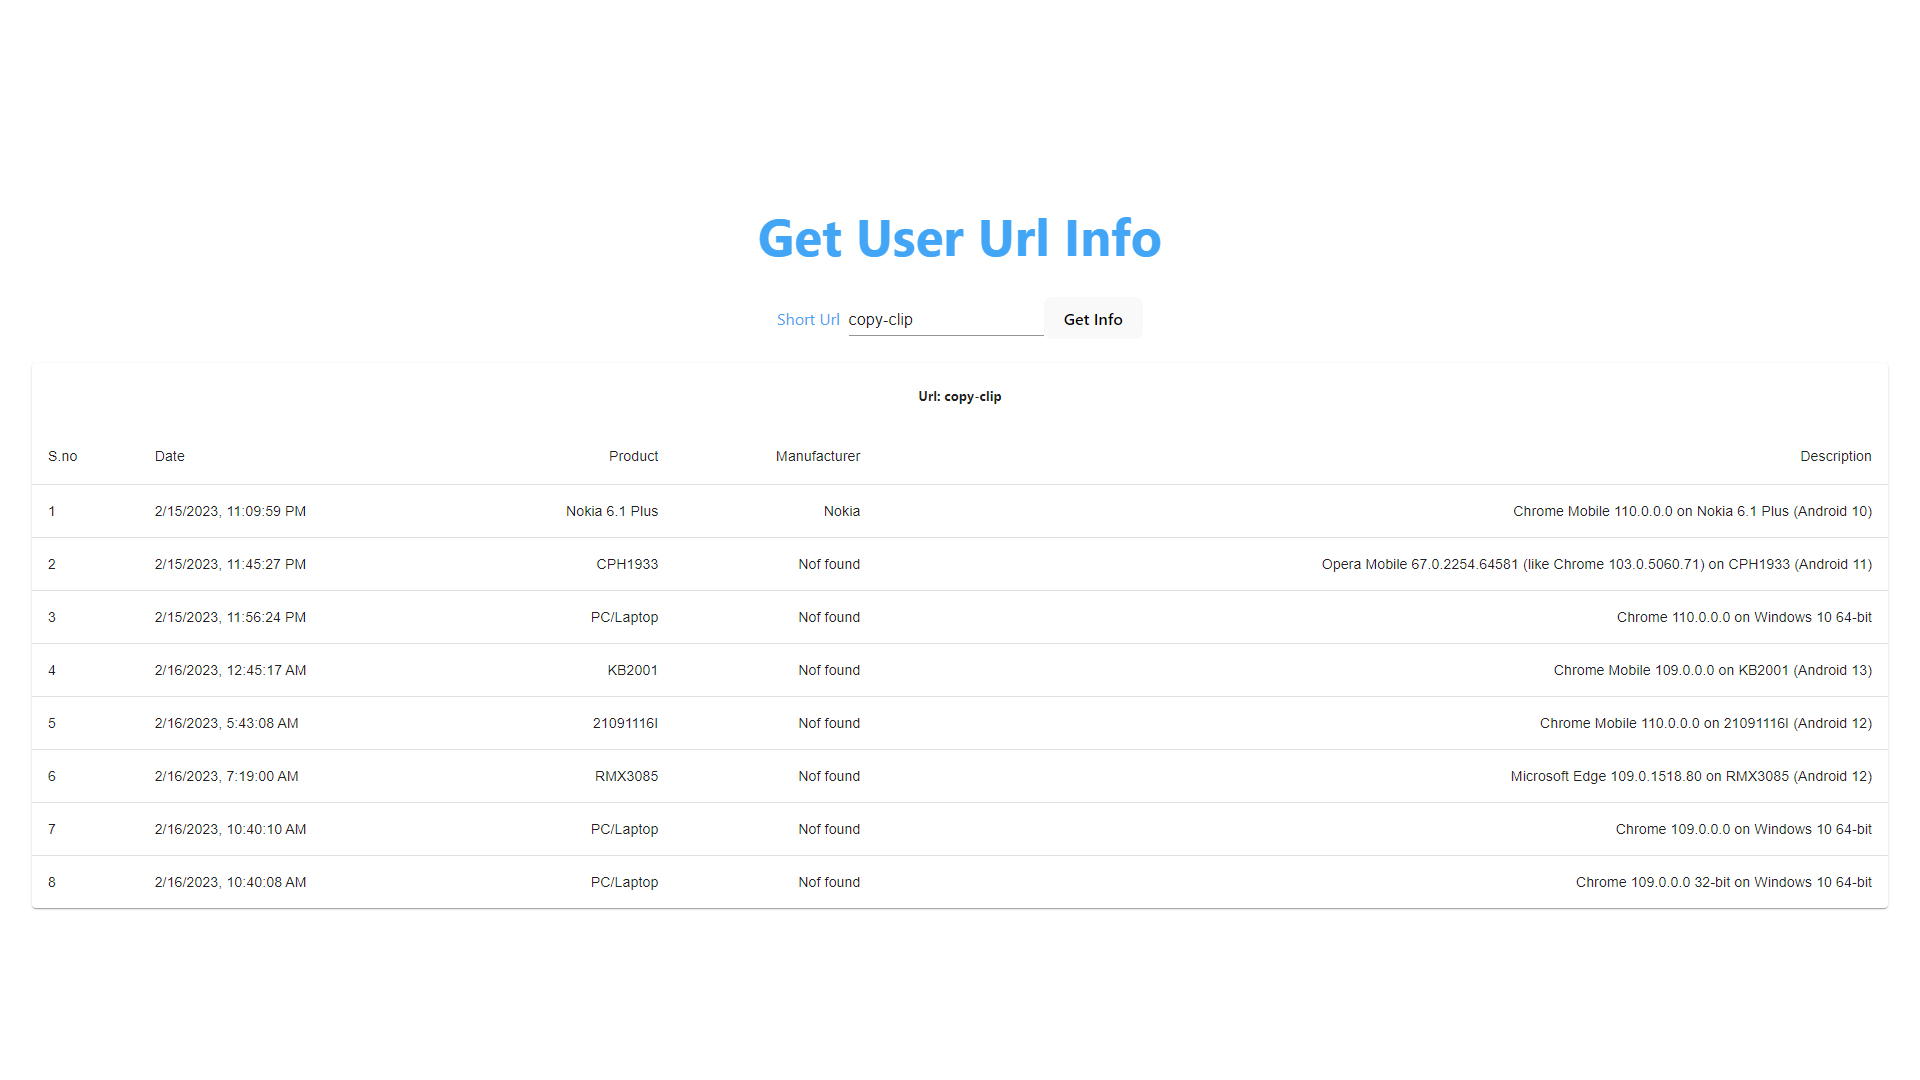 Get User Url Info
Short Url copy-clip Get Info
Url: copy-clip
S.no Date Product Manufacturer Description
1 2/15/2023, 11:09:59 PM Nokia 6.1 Plus Nokia Chrome Mobile 110.0.0.0 on Nokia 6.1 Plus (Android 10)
2 2/15/2023, 11:45:27 PM CPH1933 Nof found Opera Mobile 67.0.2254.64581 (like Chrome 103.0.5060.71) on CPH1933 (Android 11)
3 2/15/2023, 11:56:24 PM PC/Laptop Nof found Chrome 110.0.0.0 on Windows 10 64-bit
4 2/16/2023, 12:45:17 AM KB2001 Nof found Chrome Mobile 109.0.0.0 on KB2001 (Android 13)
5 2/16/2023, 5:43:08 AM 21091116I Nof found Chrome Mobile 110.0.0.0 on 21091116I (Android 12)
6 2/16/2023, 7:19:00 AM RMX3085 Nof found Microsoft Edge 109.0.1518.80 on RMX3085 (Android 12)
7 2/16/2023, 10:40:10 AM PC/Laptop Nof found Chrome 109.0.0.0 on Windows 10 64-bit
8 2/16/2023, 10:40:08 AM PC/Laptop Nof found Chrome 109.0.0.0 32-bit on Windows 10 64-bit